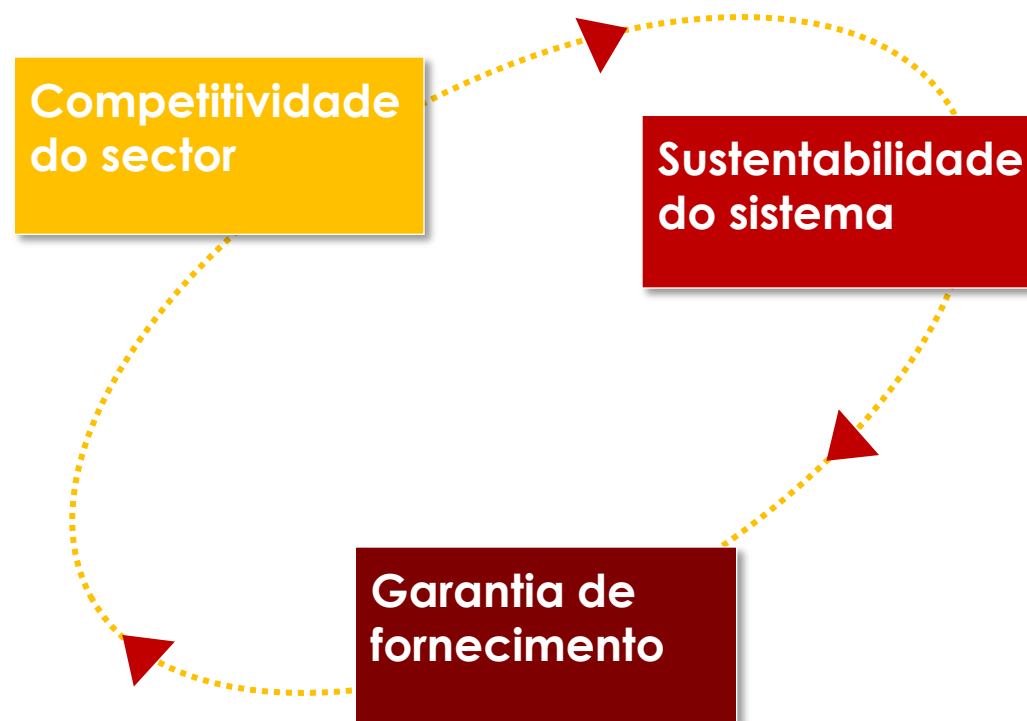 Competitividade
do sector
Sustentabilidade
do sistema
Garantia de
fornecimento